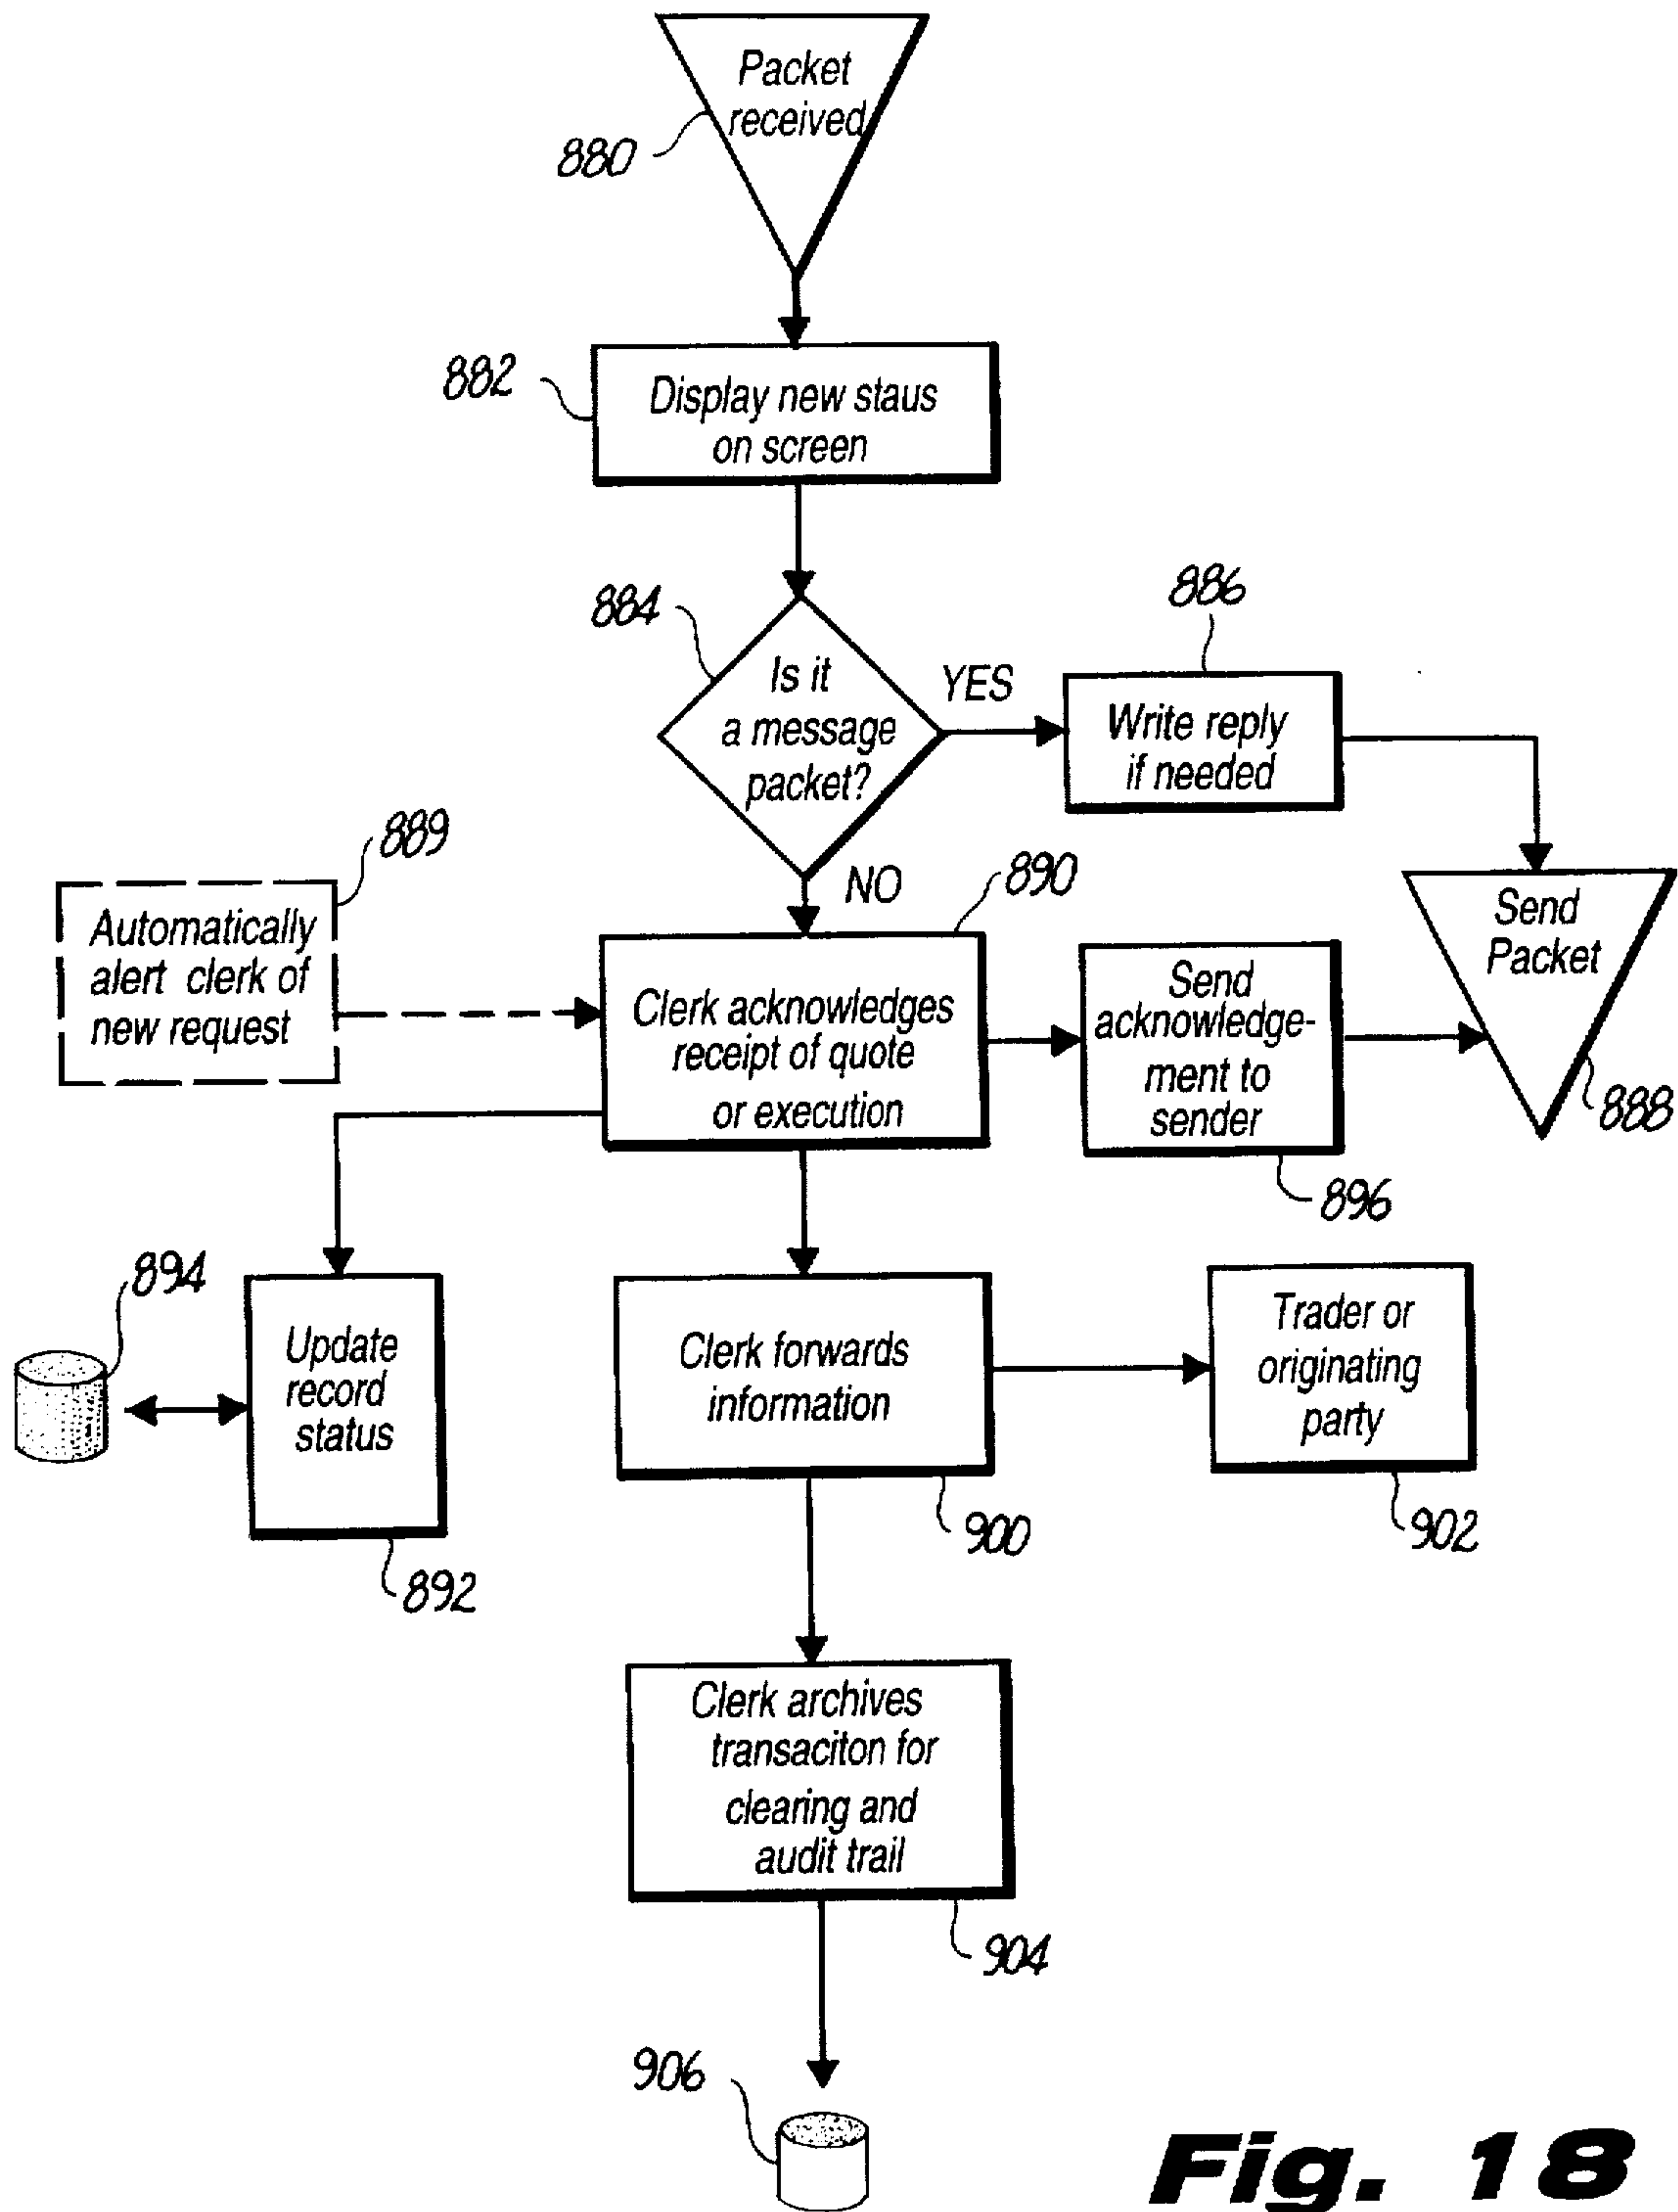 Packet
received
880
882
Display new staus
on screen
884
Is it
a message
packet?
YES
886
Write reply
if needed
NO
889
Automatically
alert clerk of
new request
890
Clerk acknowledges
receipt of quote
or execution
Send
acknowledge-
ment to
sender
896
Send
Packet
888
894
Update
record
status
892
Clerk forwards
information
900
Trader or
originating
party
902
Clerk archives
transaciton for
clearing and
audit trail
904
906
Fig. 18